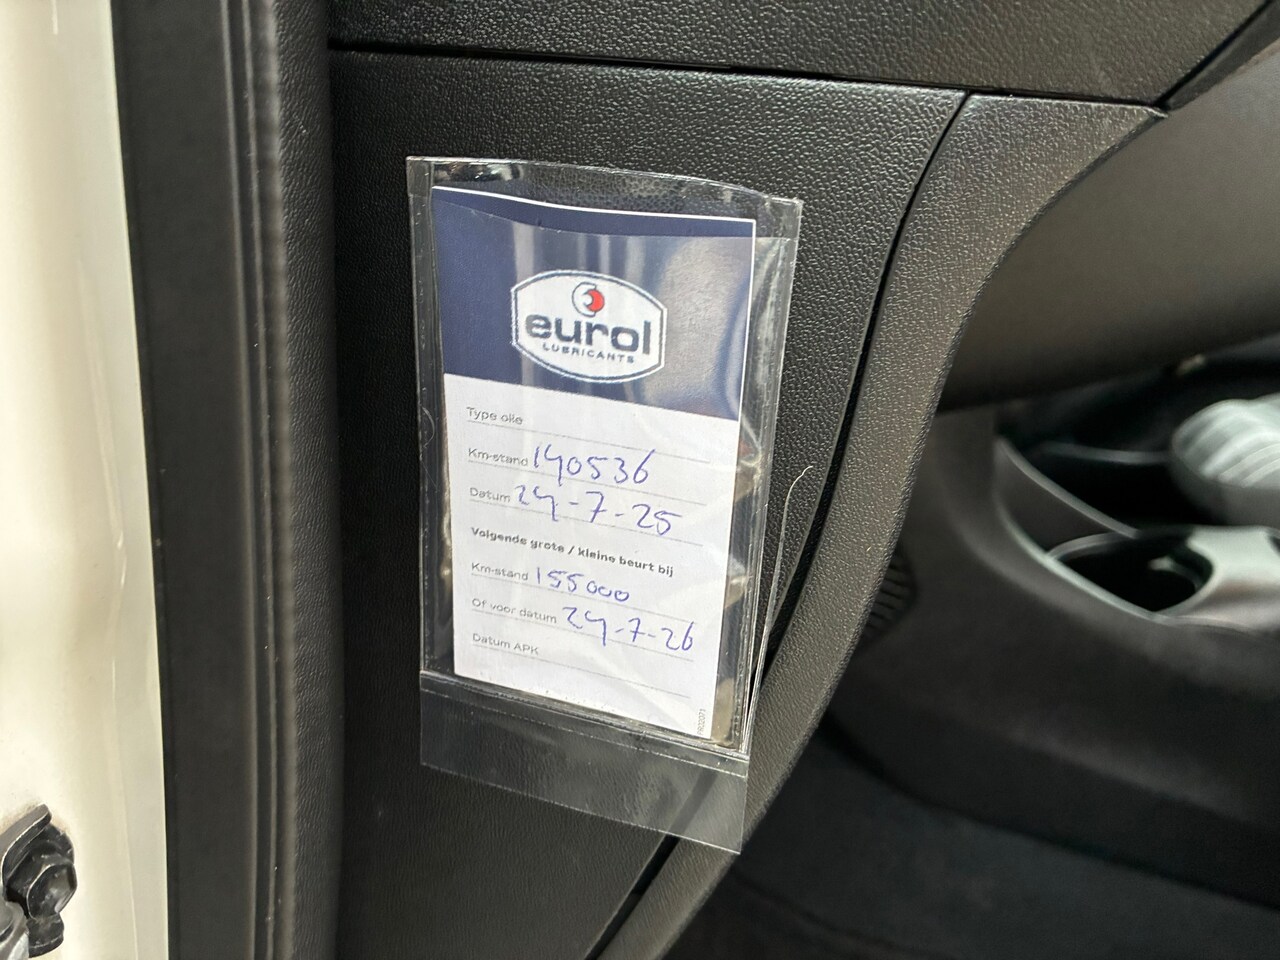 eurol
LUBRICANTS
Type olie
Km-stand 140536
Datum 24-7-25
Volgende grote / kleine beurt bij
Km-stand 155000
Of voor datum 24-7-26
Datum APK